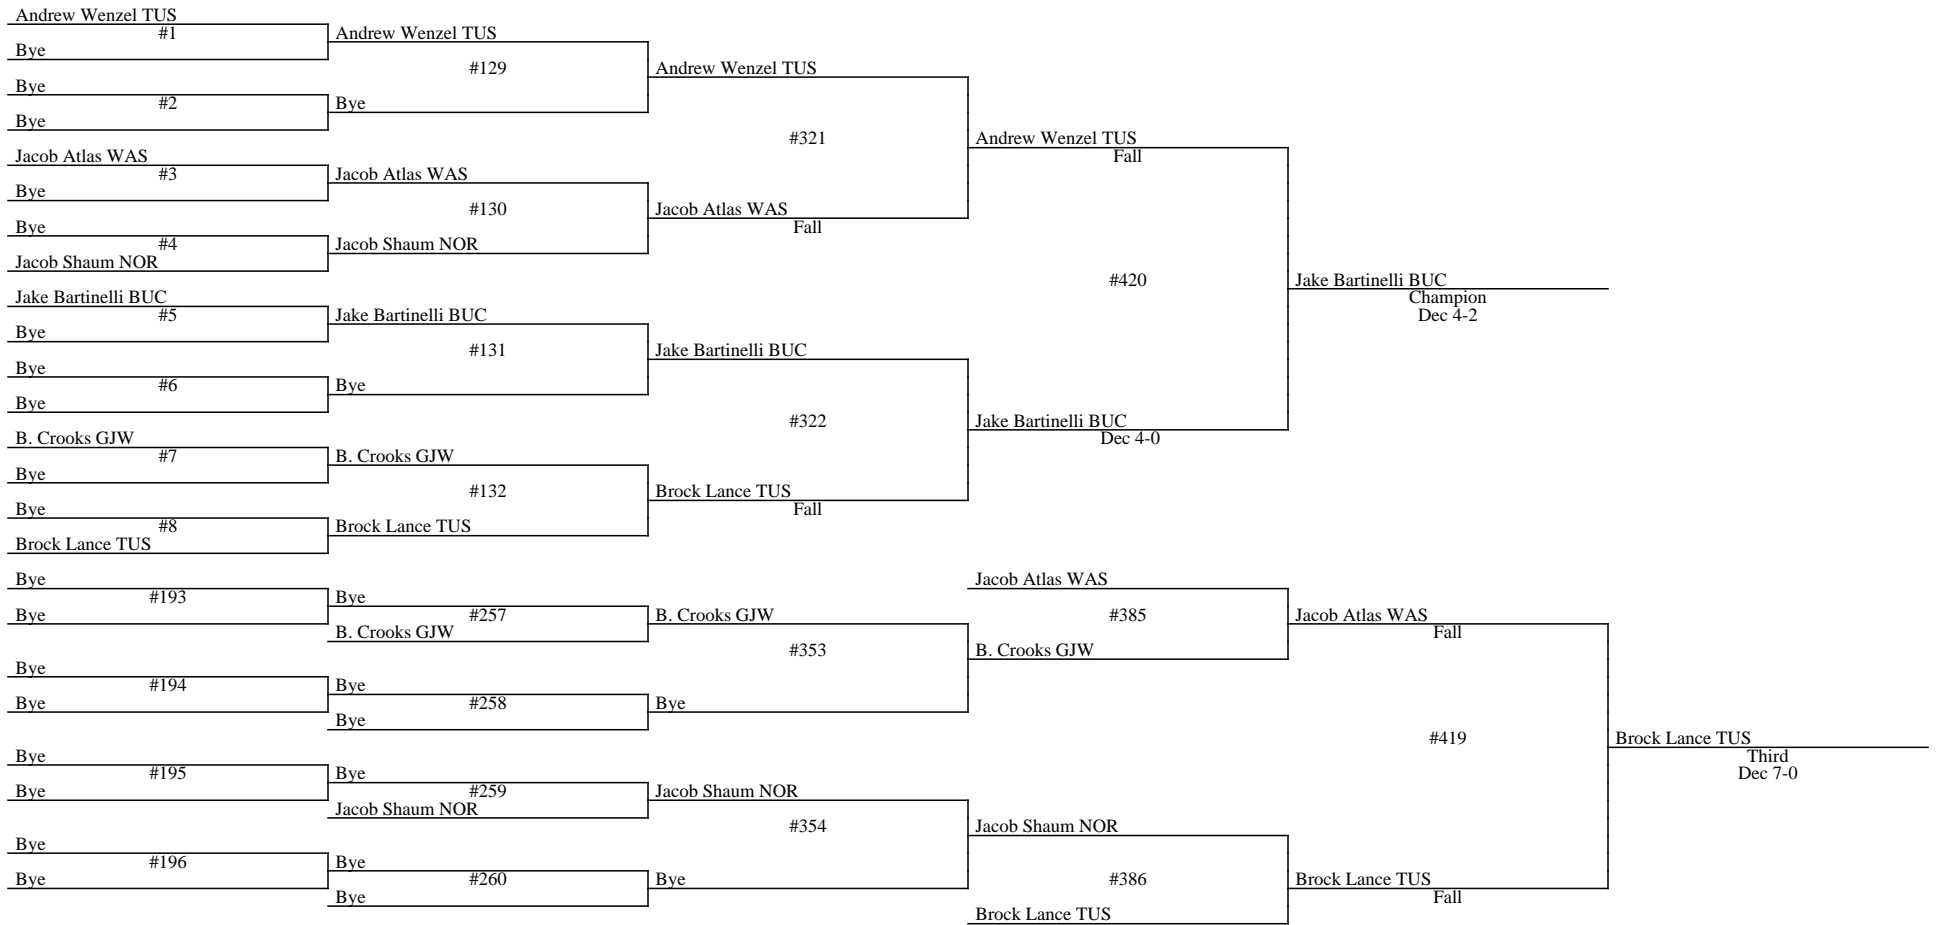 Andrew Wenzel TUS
#1
Andrew Wenzel TUS
Bye
#129
Andrew Wenzel TUS
Bye
#2
Bye
Bye
#321
Andrew Wenzel TUS
Fall
Jacob Atlas WAS
#3
Jacob Atlas WAS
Bye
#130
Jacob Atlas WAS
Fall
Bye
#4
Jacob Shaum NOR
Jacob Shaum NOR
#420
Jake Bartinelli BUC
Champion
Dec 4-2
Jake Bartinelli BUC
#5
Jake Bartinelli BUC
Bye
#131
Jake Bartinelli BUC
Bye
#6
Bye
Bye
#322
Jake Bartinelli BUC
Dec 4-0
B. Crooks GJW
#7
B. Crooks GJW
Bye
#132
Brock Lance TUS
Fall
Bye
#8
Brock Lance TUS
Brock Lance TUS
Bye
#193
Bye
Bye
#257
B. Crooks GJW
B. Crooks GJW
#353
Jacob Atlas WAS
#385
B. Crooks GJW
Jacob Atlas WAS
Fall
Bye
#194
Bye
Bye
#258
Bye
Bye
#419
Brock Lance TUS
Third
Dec 7-0
Bye
#195
Bye
Bye
#259
Jacob Shaum NOR
Jacob Shaum NOR
#354
Jacob Shaum NOR
Bye
#196
Bye
Bye
#260
Bye
Bye
#386
Brock Lance TUS
Brock Lance TUS
Fall